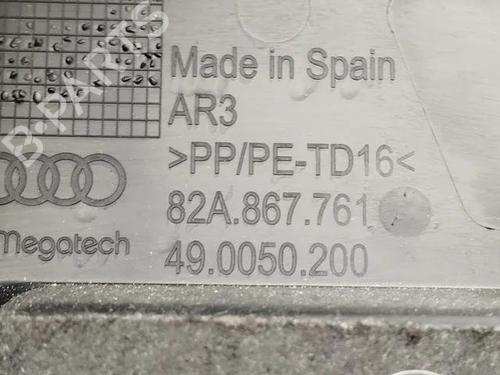 B-PARTS
Made in Spain
AR3
>PP/PE-TD16<
82A.867.761
Megatech
49.0050.200